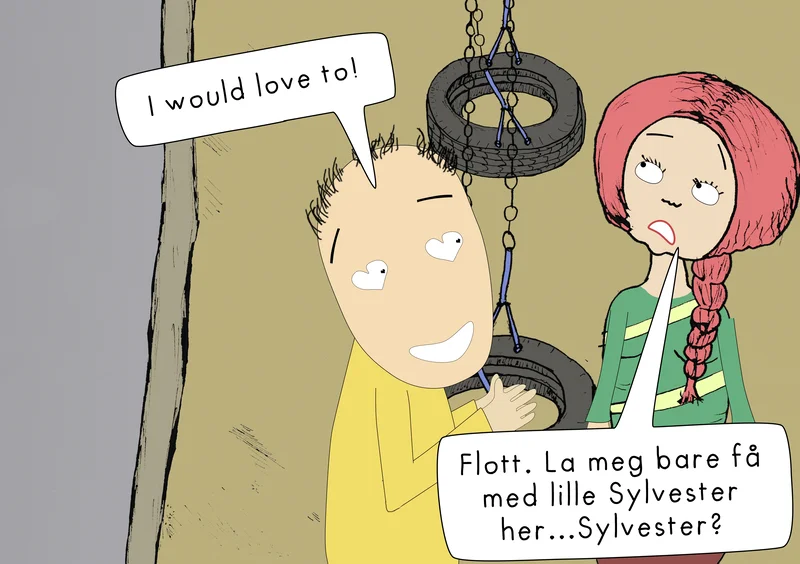 I would love to!
Flott. La meg bare få
med lille Sylvester
her...Sylvester?